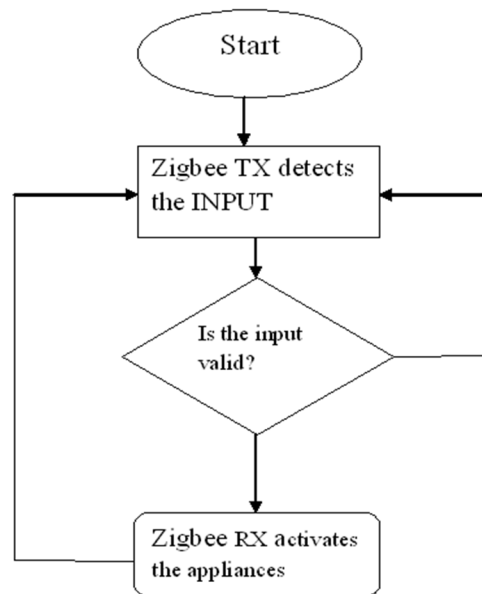 Start
Zigbee TX detects
the INPUT
Is the input
valid?
Zigbee RX activates
the appliances